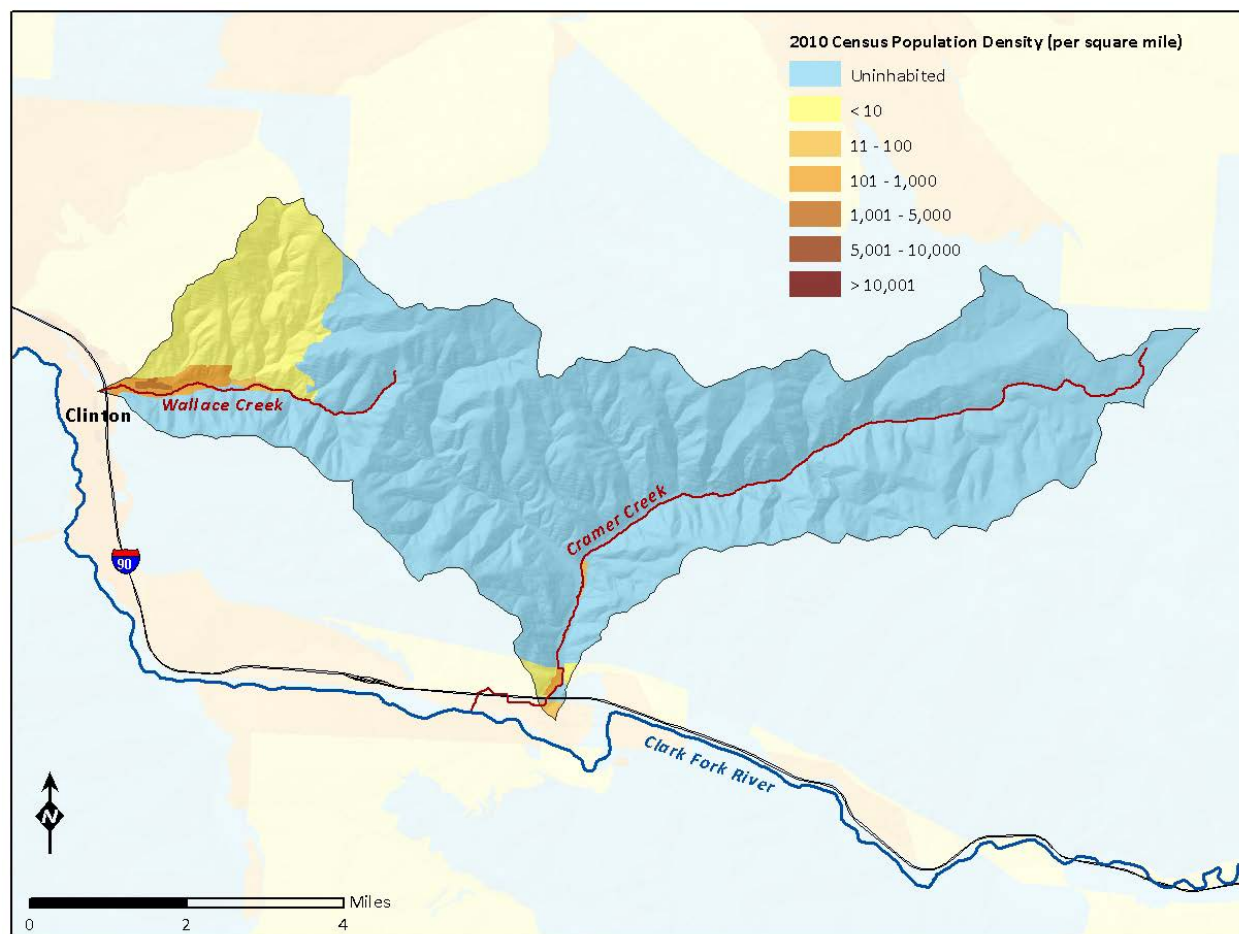 2010 Census Population Density (per square mile)
Uninhabited
< 10
11 - 100
101 - 1,000
1,001 - 5,000
5,001 - 10,000
> 10,001
Clinton
Wallace Creek
Cramer Creek
90
Clark Fork River
N
Miles
0 2 4